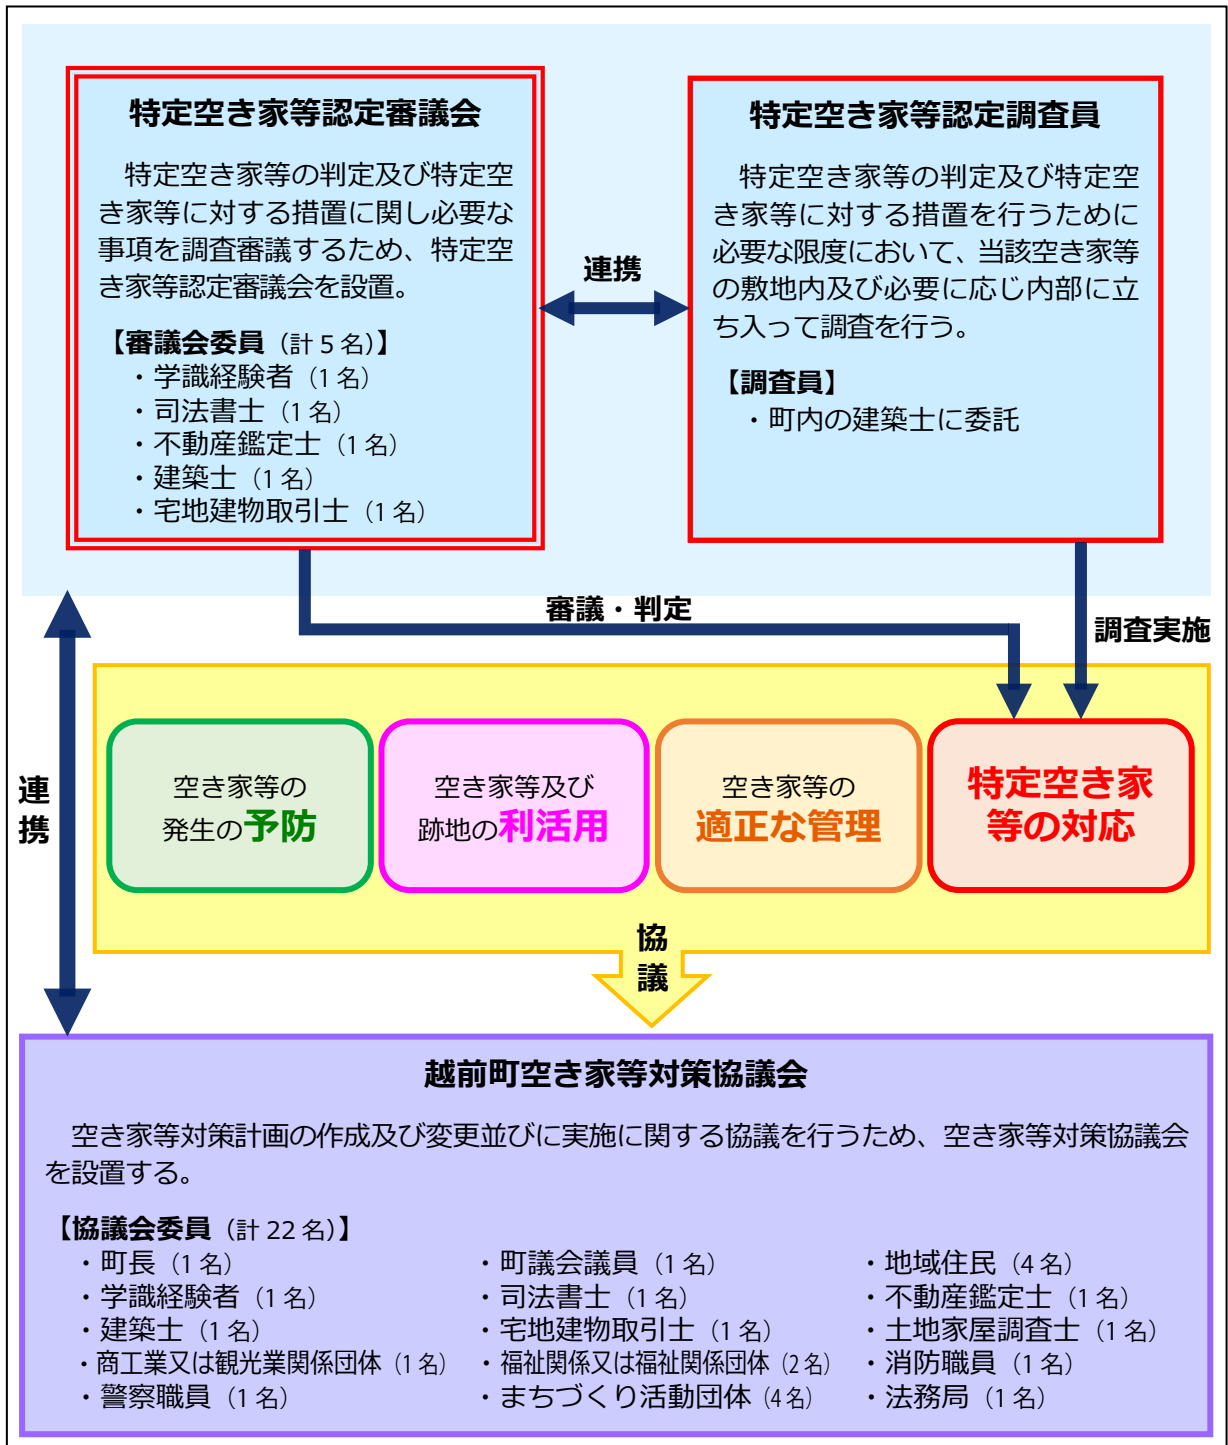 特定空き家等認定審議会
特定空き家等の判定及び特定空
き家等に対する措置に関し必要な
事項を調査審議するため、特定空
き家等認定審議会を設置。
【審議会委員（計 5 名）】
・学識経験者（1 名）
・司法書士（1 名）
・不動産鑑定士（1 名）
・建築士（1 名）
・宅地建物取引士（1 名）
連携
特定空き家等認定調査員
特定空き家等の判定及び特定空
き家等に対する措置を行うために
必要な限度において、当該空き家等
の敷地内及び必要に応じ内部に立
ち入って調査を行う。
【調査員】
・町内の建築士に委託
審議・判定
調査実施
連
携
空き家等の
発生の予防
空き家等及び
跡地の利活用
空き家等の
適正な管理
特定空き家
等の対応
協
議
越前町空き家等対策協議会
空き家等対策計画の作成及び変更並びに実施に関する協議を行うため、空き家等対策協議会
を設置する。
【協議会委員（計 22 名）】
・町長（1 名） ・町議会議員（1 名） ・地域住民（4 名）
・学識経験者（1 名） ・司法書士（1 名） ・不動産鑑定士（1 名）
・建築士（1 名） ・宅地建物取引士（1 名） ・土地家屋調査士（1 名）
・商工業又は観光業関係団体（1 名） ・福祉関係又は福祉関係団体（2 名） ・消防職員（1 名）
・警察職員（1 名） ・まちづくり活動団体（4 名） ・法務局（1 名）